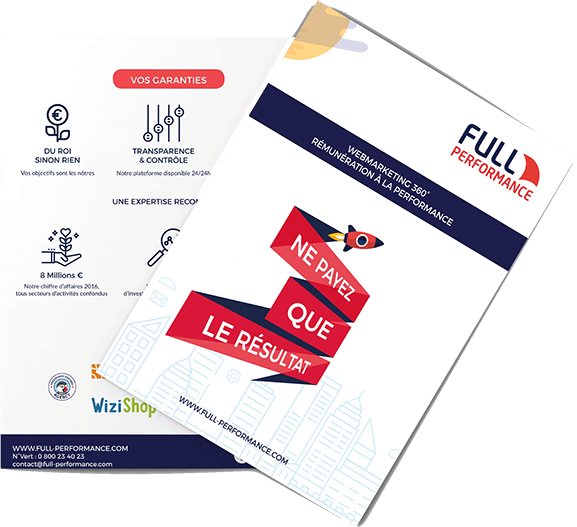 VOS GARANTIES
DU ROI
SINON RIEN
Vos objectifs sont les nôtres
TRANSPARENCE
& CONTRÔLE
Notre plateforme disponible 24/24h
UNE EXPERTISE RECON
8 Millions €
Notre chiffre d'affaires 2016,
tous secteurs d'activités confondus
d'invest
WiziShop
WWW.FULL-PERFORMANCE.COM
N°Vert : 0 800 23 40 23
contact@full-performance.com
FULL
PERFORMANCE
WEBMARKETING 360°
RÉMUNÉRATION À LA PERFORMANCE
NE PAYEZ
QUE
LE RÉSULTAT
WWW.FULL-PERFORMANCE.COM